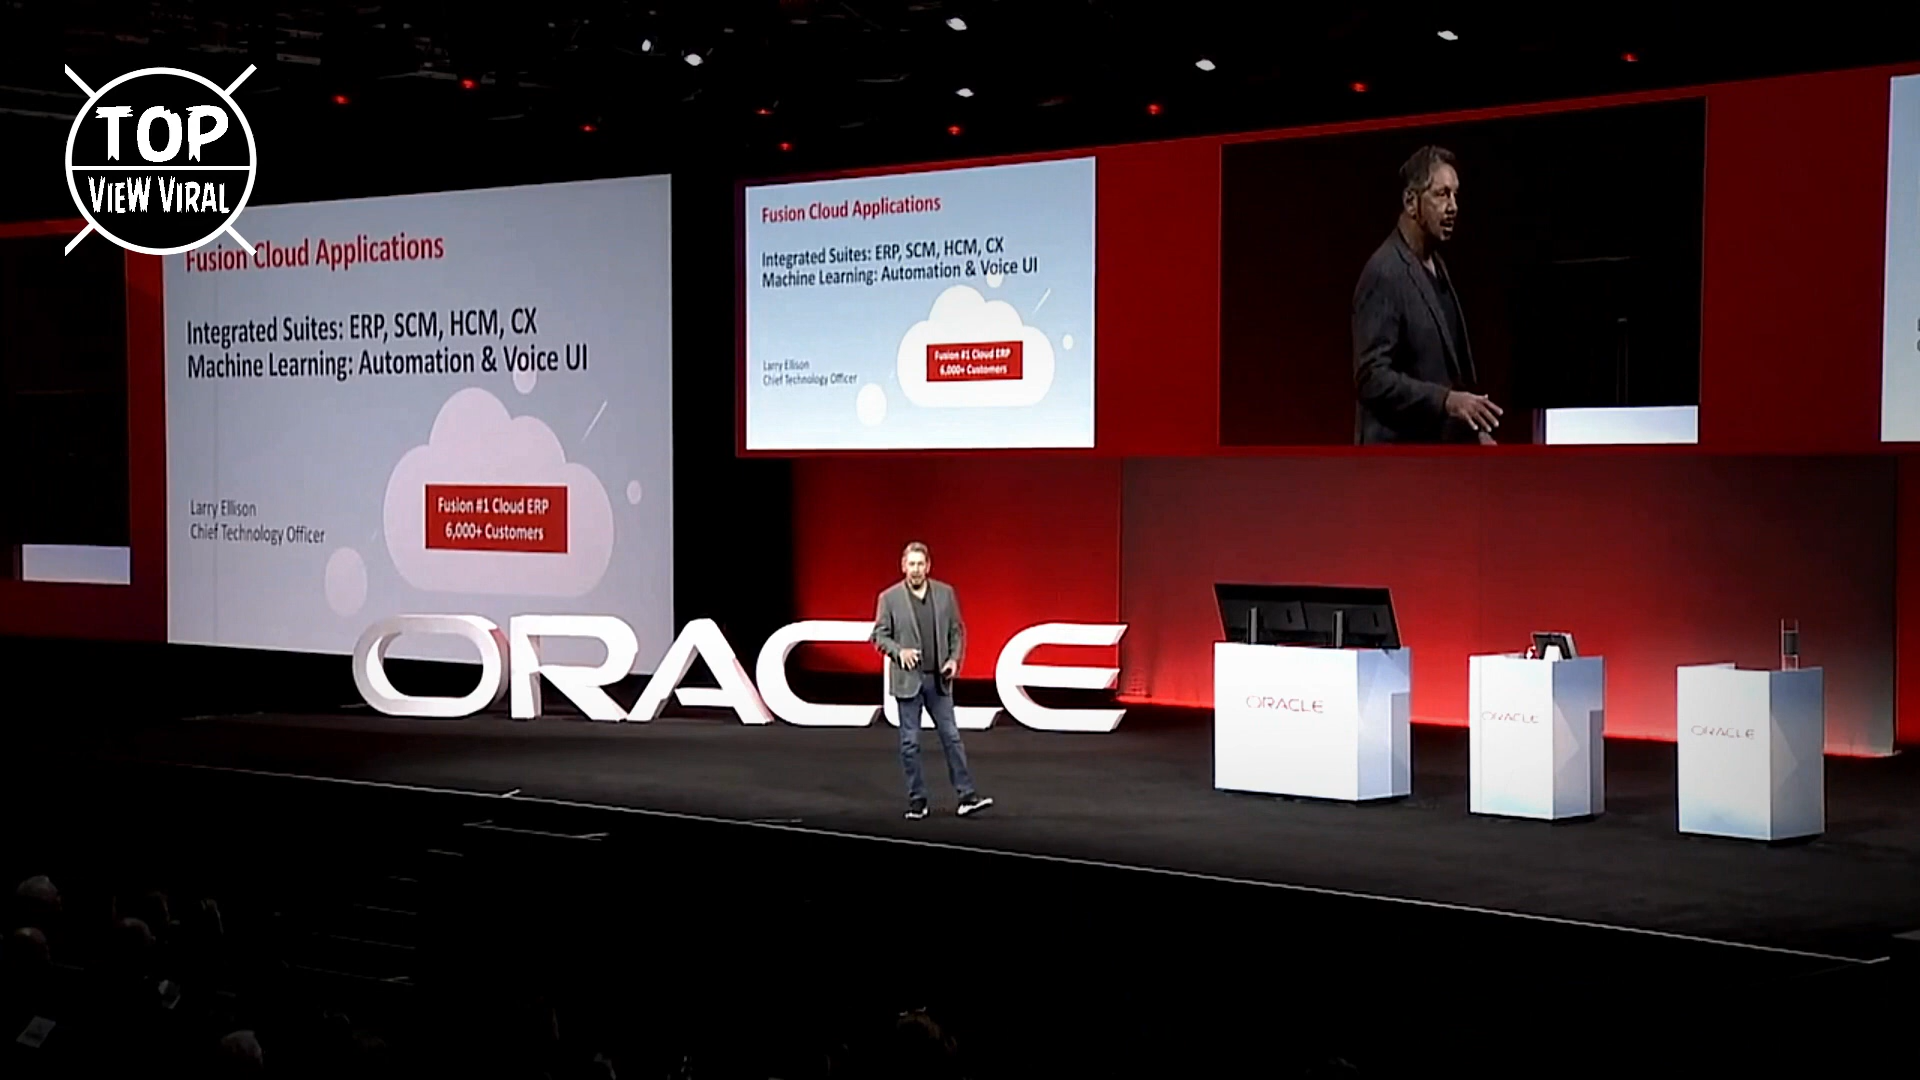 TOP
VIEW VIRAL
Fusion Cloud Applications
Integrated Suites: ERP, SCM, HCM, CX
Machine Learning: Automation & Voice UI
Larry Ellison
Chief Technology Officer
Fusion #1 Cloud ERP
6,000+ Customers
Fusion Cloud Applications
Integrated Suites: ERP, SCM, HCM, CX
Machine Learning: Automation & Voice UI
Larry Ellison
Chief Technology Officer
Fusion #1 Cloud ERP
6,000+ Customers
ORACLE
ORACLE
ORACLE
ORACLE